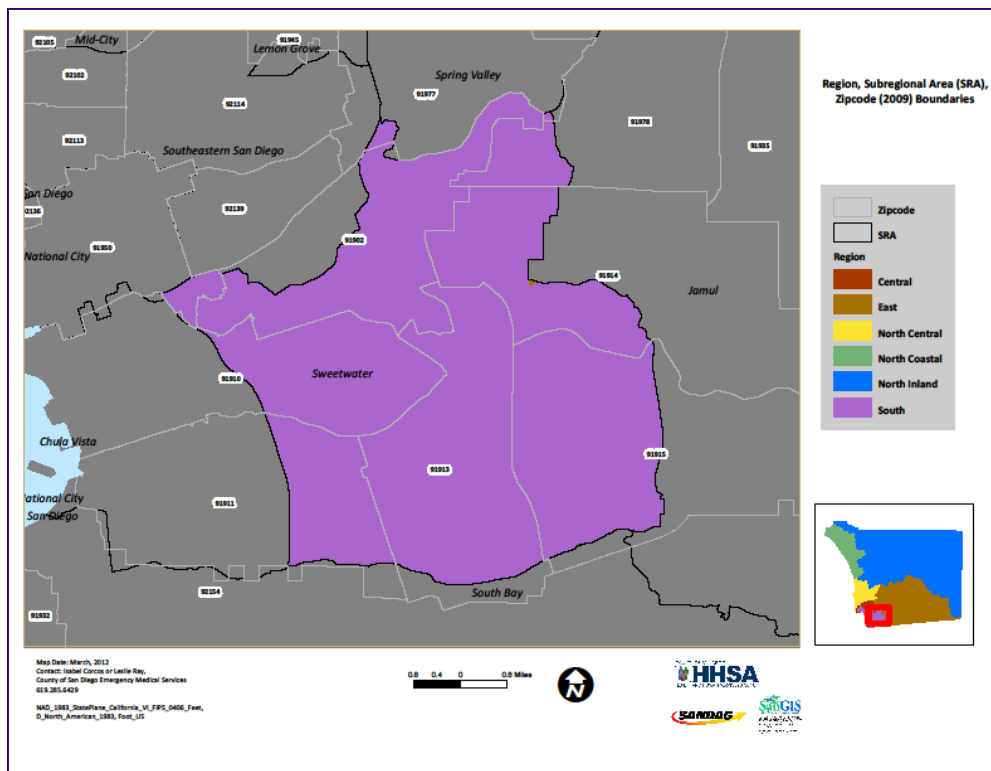 92105
Mid-City
91945
Lemon Grove
92102
Spring Valley
91977
92114
91978
92113
91935
Southeastern San Diego
San Diego
92139
92136
91950
91902
National City
91914
Jamul
91910
Sweetwater
Chula Vista
91913
91915
National City
San Diego
91911
92154
South Bay
91932
Region, Subregional Area (SRA),
Zipcode (2009) Boundaries
Zipcode
SRA
Region
Central
East
North Central
North Coastal
North Inland
South
Map Date: March, 2012
Contact: Isabel Corcos or Leslie Ray,
County of San Diego Emergency Medical Services
619.285.6429
NAD_1983_StatePlane_California_VI_FIPS_0406_Feet,
D_North_American_1983, Foot_US
0.8 0.4 0 0.8 Miles
N
HHSA
SANDAG
SanGIS